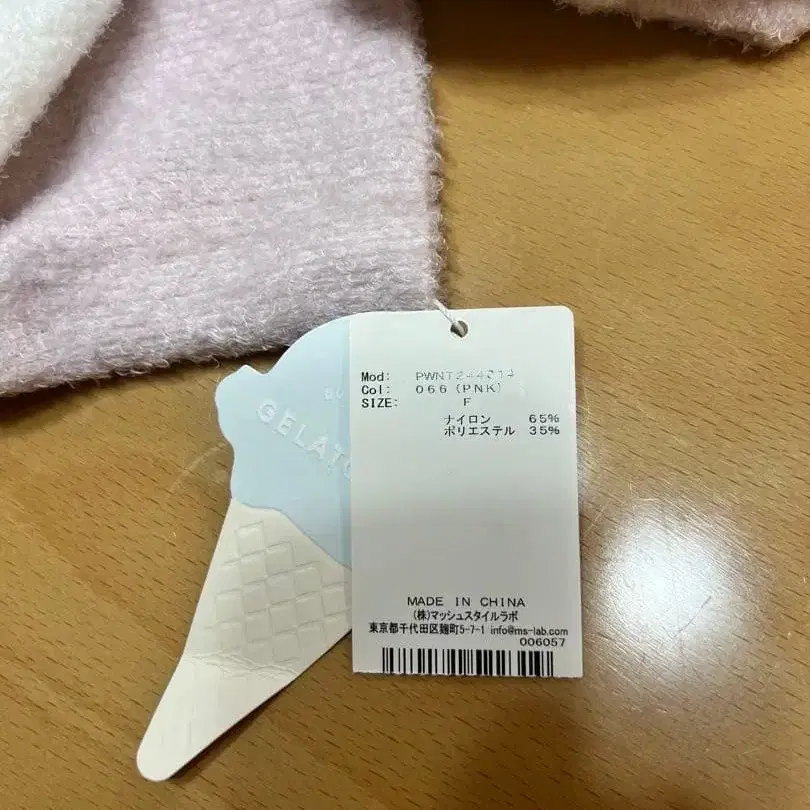 GELATO
Mod: PWNT244014
Col: 066(PNK)
SIZE: F
ナイロン 65%
ポリエステル 35%
MADE IN CHINA
(株)マッシュスタイルラボ
東京都千代田区麹町5-7-1 info@ms-lab.com
006057